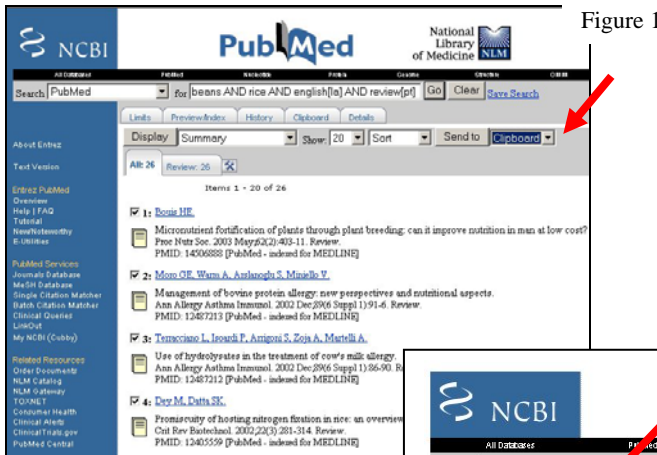 Figure 1
NCBI
PubMed
National
Library
of Medicine NLM
All Databases PubMed Nucleotide Protein Genome Structure OMIM
Search PubMed for beans AND rice AND english[la] AND review[pt] Go Clear Save Search
Limits Preview/Index History Clipboard Details
Display Summary Show: 20 Sort Send to Clipboard
All: 26 Review: 26
Items 1 - 20 of 26
About Entrez
Text Version
Entrez PubMed
Overview
Help | FAQ
Tutorial
New/Noteworthy
E-Utilities
PubMed Services
Journals Database
MeSH Database
Single Citation Matcher
Batch Citation Matcher
Clinical Queries
LinkOut
My NCBI (Cubby)
Related Resources
Order Documents
NLM Catalog
NLM Gateway
TOXNET
Consumer Health
Clinical Alerts
ClinicalTrials.gov
PubMed Central
1: Bouis HE.
Micronutrient fortification of plants through plant breeding: can it improve nutrition in man at low cost?
Proc Nutr Soc. 2003 May;62(2):403-11. Review.
PMID: 14506888 [PubMed - indexed for MEDLINE]
2: Moro GE, Warm A, Arslanoglu S, Miniello V.
Management of bovine protein allergy: new perspectives and nutritional aspects.
Ann Allergy Asthma Immunol. 2002 Dec;89(6 Suppl 1):91-6. Review.
PMID: 12487213 [PubMed - indexed for MEDLINE]
3: Terracciano L, Isoardi P, Arrigoni S, Zoja A, Martelli A.
Use of hydrolysates in the treatment of cow's milk allergy.
Ann Allergy Asthma Immunol. 2002 Dec;89(6 Suppl 1):86-90. Re
PMID: 12487212 [PubMed - indexed for MEDLINE]
4: Dey M, Datta SK.
Promiscuity of hosting nitrogen fixation in rice: an overview
Crit Rev Biotechnol. 2002;22(3):281-314. Review.
PMID: 12405559 [PubMed - indexed for MEDLINE]
NCBI
All Databases